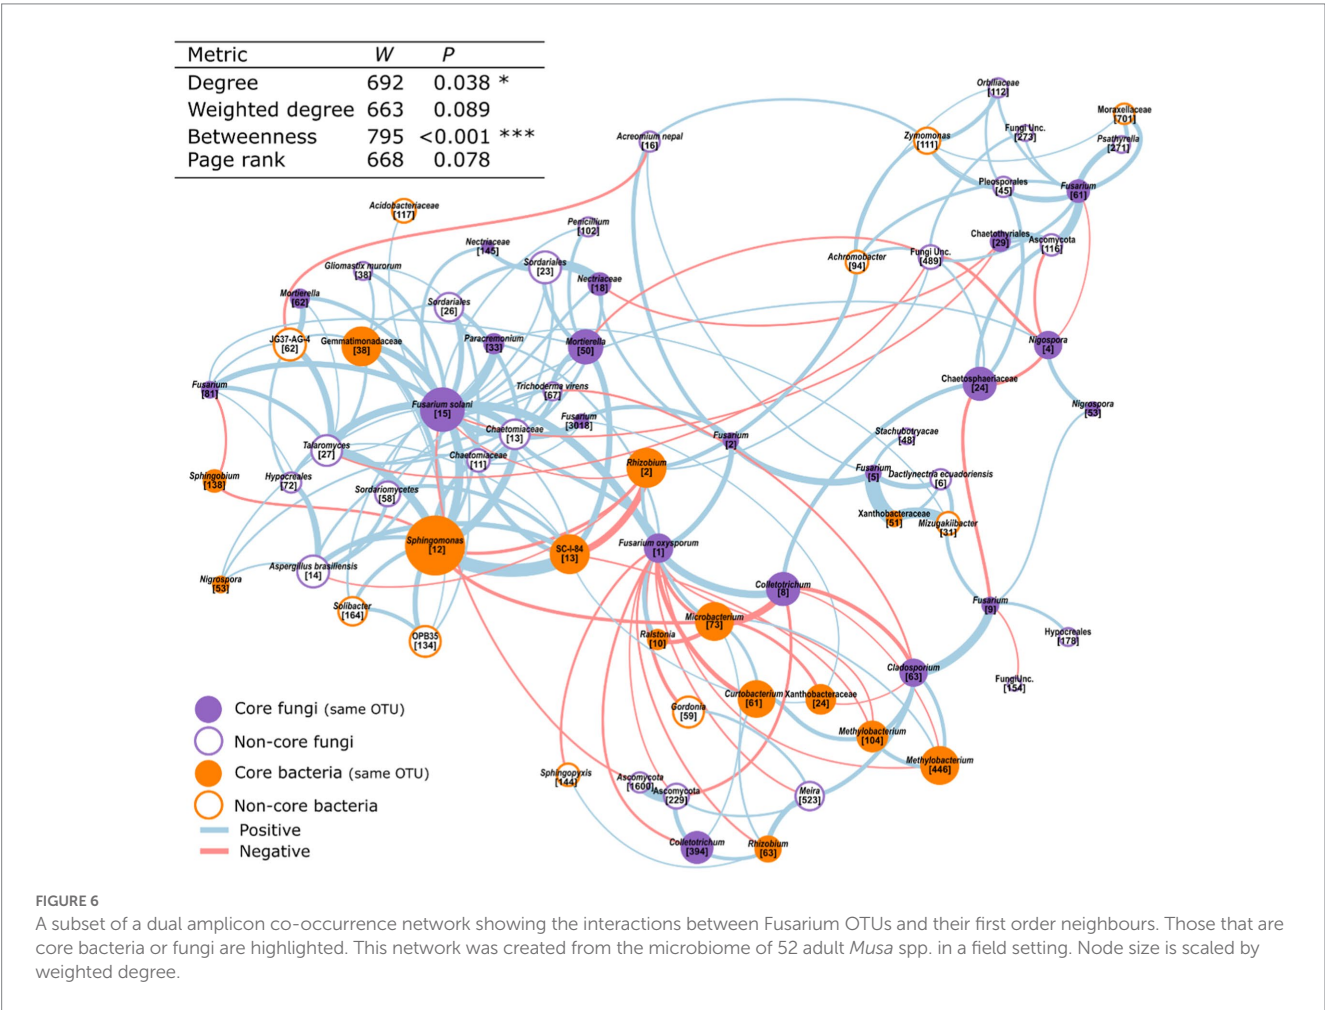 Metric W P
Degree 692 0.038 *
Weighted degree 663 0.089
Betweenness 795 <0.001 ***
Page rank 668 0.078
Orbiliaceae
[112]
Moraxellaceae
[701]
Acreomium nepal
[16]
Zymomonas
[111]
Fungi Unc.
[273]
Psathyrella
[271]
Pleosporales
[45]
Fusarium
[61]
Acidobacteriaceae
[117]
Penicillium
[102]
Nectriaceae
[145]
Chaetothyriales
[29]
Ascomycota
[116]
Achromobacter
[94]
Fungi Unc.
[489]
Gliomastix murorum
[38]
Sordariales
[23]
Nectriaceae
[18]
Mortierella
[62]
Sordariales
[26]
JG37-AG-4
[62]
Gemmatimonadaceae
[38]
Paracremonium
[33]
Mortierella
[50]
Nigospora
[4]
Fusarium
[81]
Trichoderma virens
[67]
Chaetosphaeriaceae
[24]
Fusarium solani
[15]
Fusarium
[3018]
Nigrospora
[53]
Chaetomiaceae
[13]
Fusarium
[2]
Stachubotryacae
[48]
Talaromyces
[27]
Chaetomiaceae
[11]
Rhizobium
[2]
Fusarium
[5]
Dactlynectria ecuadoriensis
[6]
Sphingobium
[138]
Hypocreales
[72]
Sordariomycetes
[58]
Xanthobacteraceae
[51]
Mizugakiibacter
[31]
Sphingomonas
[12]
SC-I-84
[13]
Fusarium oxysporum
[1]
Aspergillus brasiliensis
[14]
Nigrospora
[53]
Colletotrichum
[8]
Solibacter
[164]
Fusarium
[9]
Microbacterium
[73]
OPB35
[134]
Ralstonia
[10]
Hypocreales
[178]
Cladosporium
[63]
Fungi Unc.
[154]
Curtobacterium
[61]
Xanthobacteraceae
[24]
Gordonia
[59]
Methylobacterium
[104]
Methylobacterium
[446]
Sphingopyxis
[144]
Ascomycota
[1600]
Ascomycota
[229]
Meira
[523]
Colletotrichum
[394]
Rhizobium
[63]
Core fungi (same OTU)
Non-core fungi
Core bacteria (same OTU)
Non-core bacteria
Positive
Negative
FIGURE 6
A subset of a dual amplicon co-occurrence network showing the interactions between Fusarium OTUs and their first order neighbours. Those that are
core bacteria or fungi are highlighted. This network was created from the microbiome of 52 adult Musa spp. in a field setting. Node size is scaled by
weighted degree.